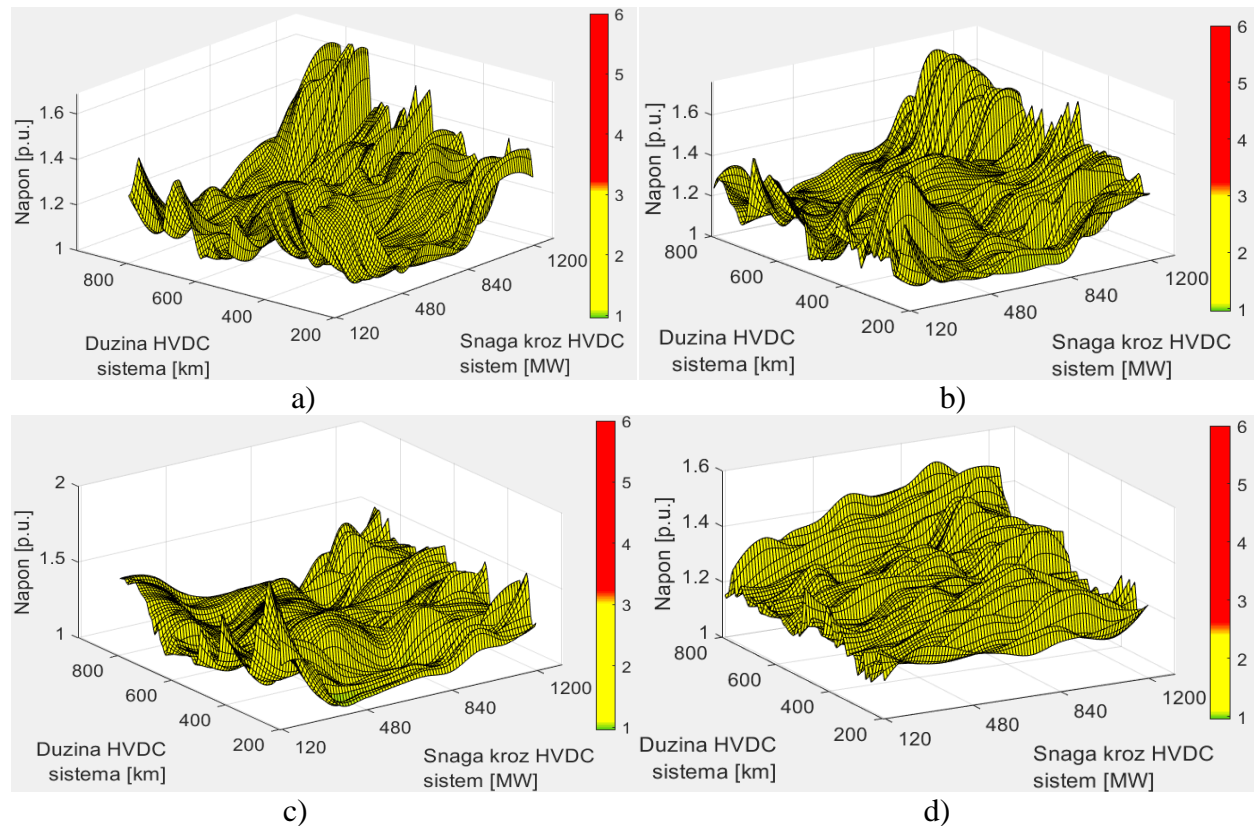 6
5
4
3
2
1
1.6
1.4
1.2
1
Napon [p.u.]
800
600
400
200
120
480
840
1200
Duzina HVDC
sistema [km]
Snaga kroz HVDC
sistem [MW]
a)
6
5
4
3
2
1
1.6
1.4
1.2
1
Napon [p.u.]
800
600
400
200
120
480
840
1200
Duzina HVDC
sistema [km]
Snaga kroz HVDC
sistem [MW]
b)
6
5
4
3
2
1
2
1.5
1
Napon [p.u.]
800
600
400
200
120
480
840
1200
Duzina HVDC
sistema [km]
Snaga kroz HVDC
sistem [MW]
c)
6
5
4
3
2
1
1.6
1.4
1.2
1
Napon [p.u.]
800
600
400
200
120
480
840
1200
Duzina HVDC
sistema [km]
Snaga kroz HVDC
sistem [MW]
d)